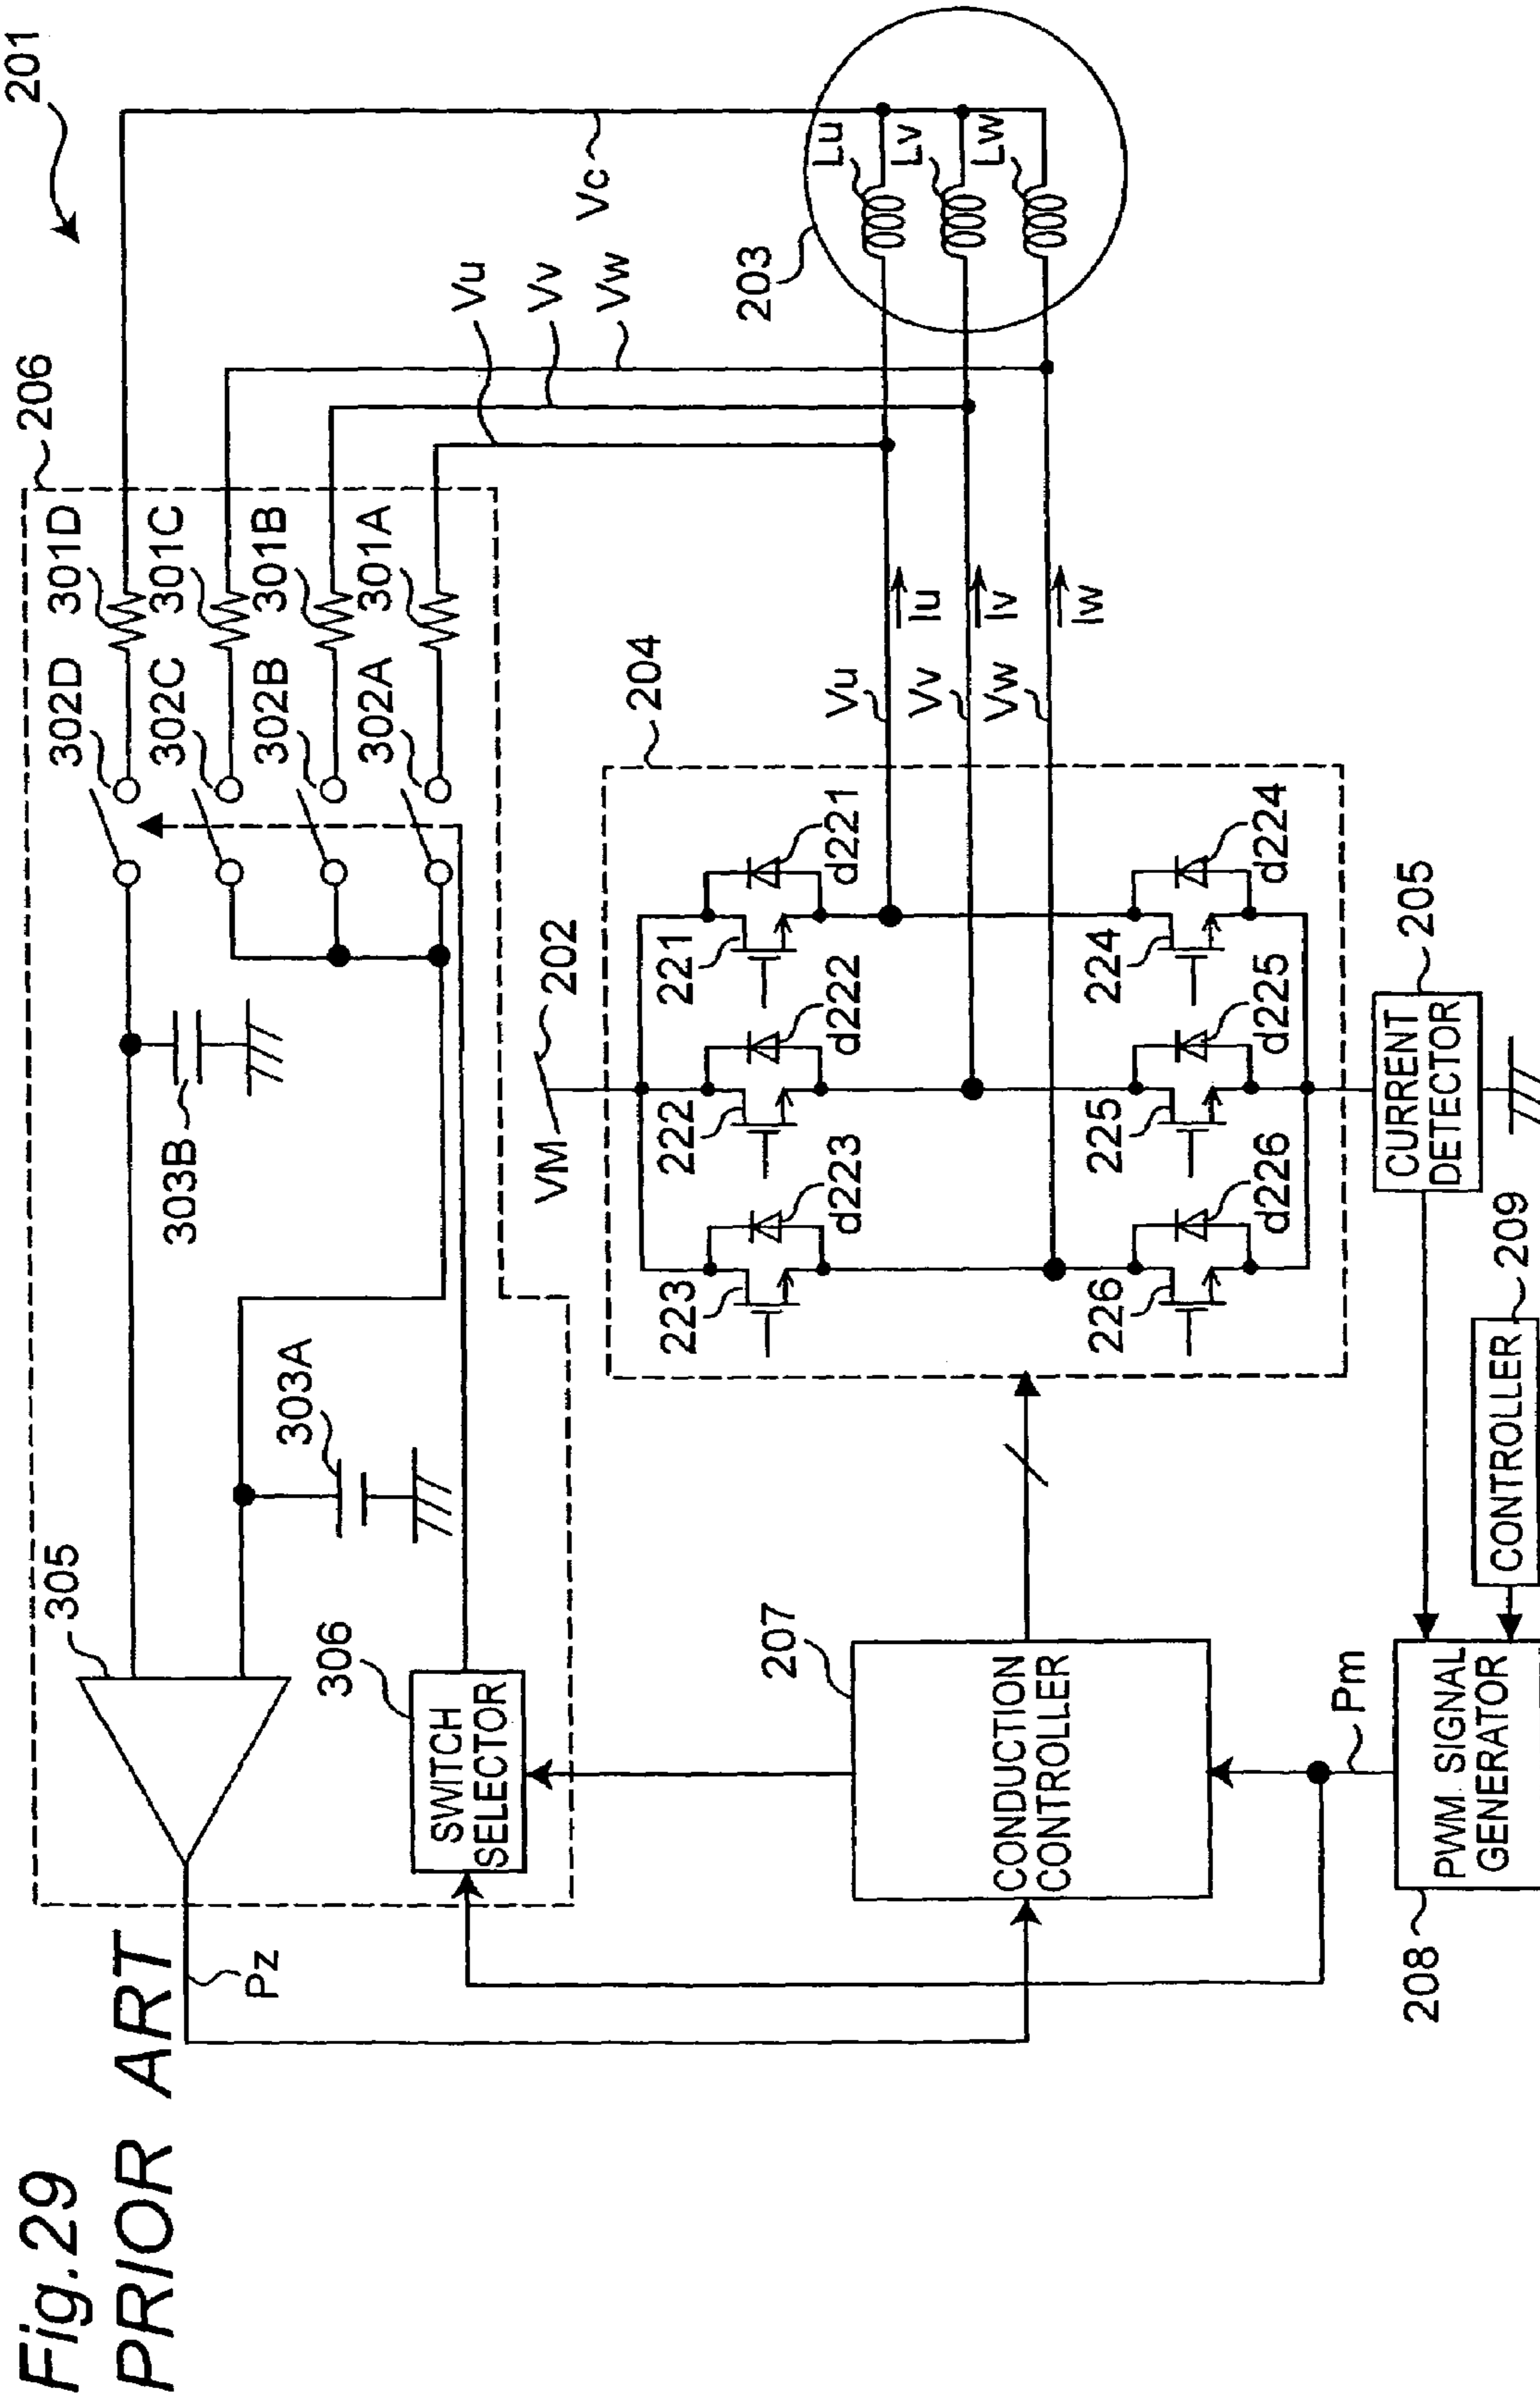 Fig.29
PRIOR ART
201
206
305
303B
302D
301D
302C
301C
302B
301B
302A
301A
303A
306
SWITCH
SELECTOR
Pz
Vc
Vu
Vv
Vw
203
Lu
Lv
Lw
VM
202
204
223
d223
222
d222
221
d221
Vu
Vv
Vw
Iu
Iv
Iw
226
d226
225
d225
224
d224
207
CONDUCTION
CONTROLLER
Pm
208
PWM SIGNAL
GENERATOR
CONTROLLER
209
CURRENT
DETECTOR
205